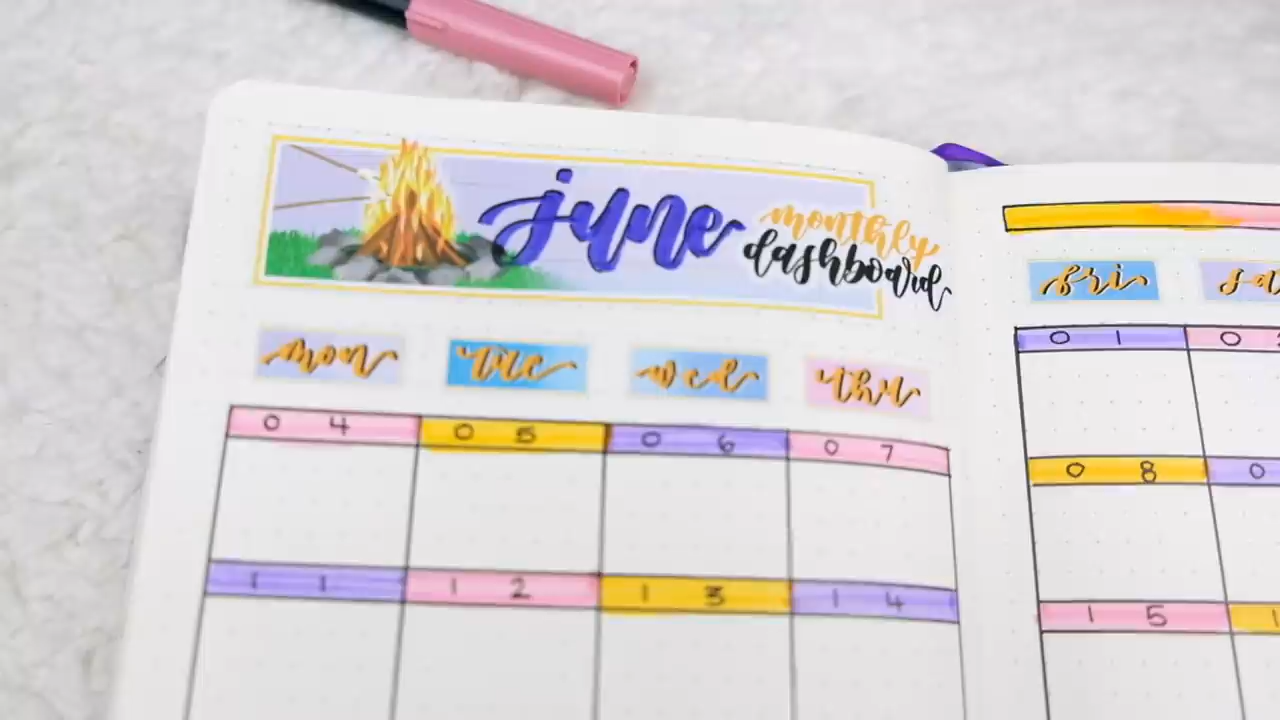 june
monthly
dashboard
mon tue wed thu fri
01
04 05 06 07 08
11 12 13 14 15